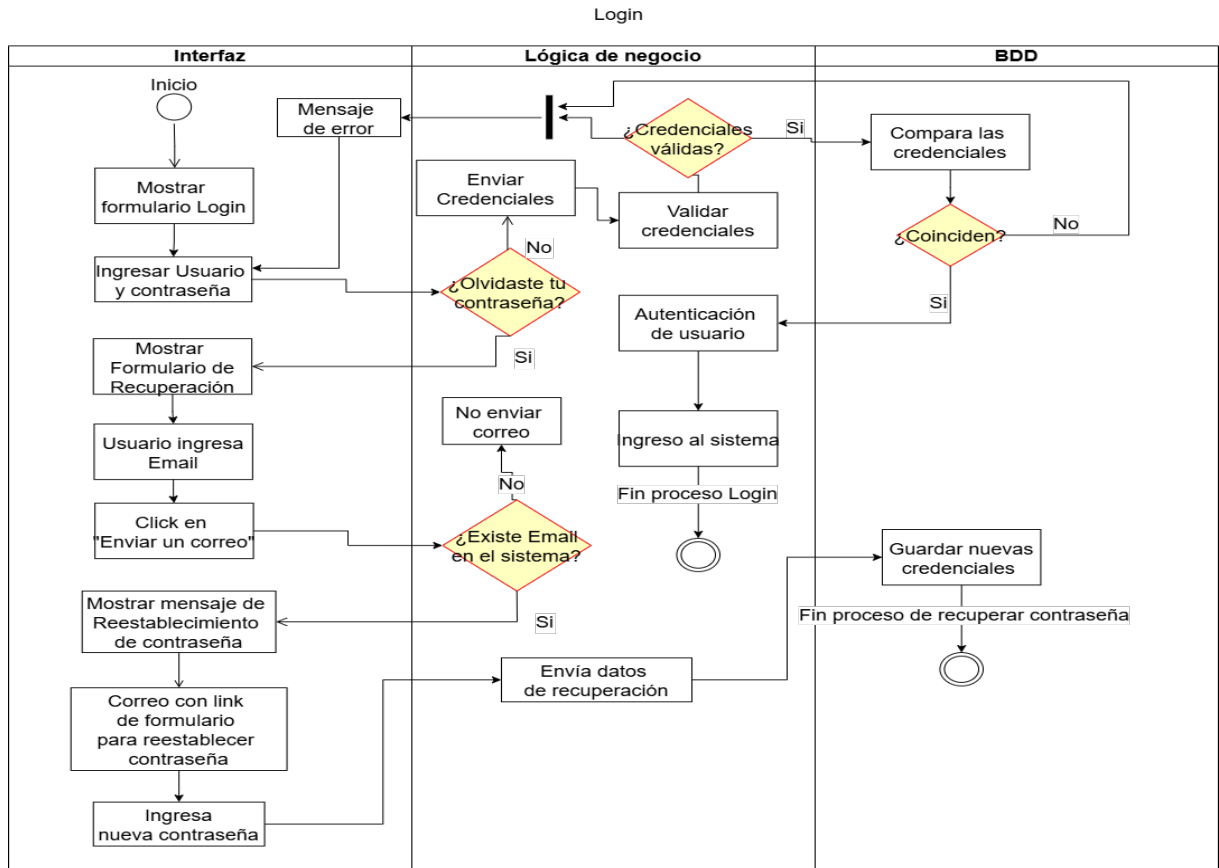 Login
Interfaz
Lógica de negocio
BDD
Inicio
Mensaje
de error
¿Credenciales
válidas?
Si
Compara las
credenciales
Mostrar
formulario Login
Enviar
Credenciales
Validar
credenciales
¿Coinciden?
No
No
Ingresar Usuario
y contraseña
¿Olvidaste tu
contraseña?
Si
Autenticación
de usuario
Mostrar
Formulario de
Recuperación
Si
No enviar
correo
Ingreso al sistema
Usuario ingresa
Email
No
Fin proceso Login
Click en
"Enviar un correo"
¿Existe Email
en el sistema?
Guardar nuevas
credenciales
Mostrar mensaje de
Reestablecimiento
de contraseña
Si
Fin proceso de recuperar contraseña
Envía datos
de recuperación
Correo con link
de formulario
para reestablecer
contraseña
Ingresa
nueva contraseña